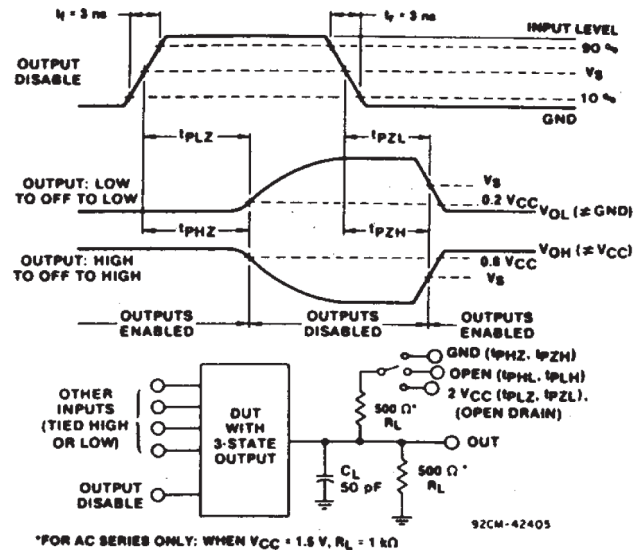 tf = 3 ns
tr = 3 ns
INPUT LEVEL
90 %
VS
10 %
GND
OUTPUT
DISABLE
tPLZ
tPZL
OUTPUT: LOW
TO OFF TO LOW
VS
0.2 VCC
VOL (≠ GND)
tPHZ
tPZH
OUTPUT: HIGH
TO OFF TO HIGH
VOH (≠ VCC)
0.8 VCC
VS
OUTPUTS
ENABLED
OUTPUTS
DISABLED
OUTPUTS
ENABLED
GND (tPHZ, tPZH)
OPEN (tPHL, tPLH)
2 VCC (tPLZ, tPZL),
(OPEN DRAIN)
OTHER
INPUTS
(TIED HIGH
OR LOW)
DUT
WITH
3-STATE
OUTPUT
500 Ω*
RL
OUT
OUTPUT
DISABLE
CL
50 pF
500 Ω*
RL
92CM-42405
*FOR AC SERIES ONLY: WHEN VCC = 1.5 V, RL = 1 kΩ